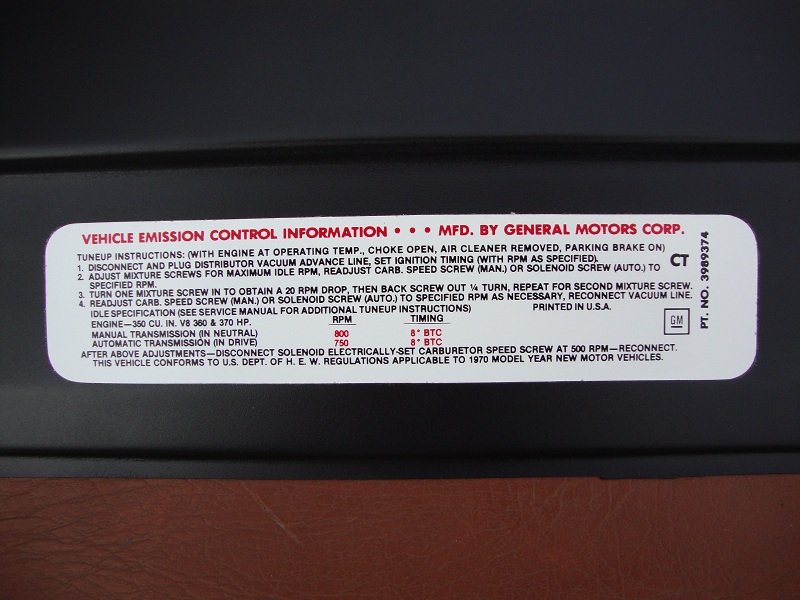 VEHICLE EMISSION CONTROL INFORMATION • • • MFD. BY GENERAL MOTORS CORP.
TUNEUP INSTRUCTIONS: (WITH ENGINE AT OPERATING TEMP., CHOKE OPEN, AIR CLEANER REMOVED, PARKING BRAKE ON)
1. DISCONNECT AND PLUG DISTRIBUTOR VACUUM ADVANCE LINE, SET IGNITION TIMING (WITH RPM AS SPECIFIED).
2. ADJUST MIXTURE SCREWS FOR MAXIMUM IDLE RPM, READJUST CARB. SPEED SCREW (MAN.) OR SOLENOID SCREW (AUTO.) TO
SPECIFIED RPM.
3. TURN ONE MIXTURE SCREW IN TO OBTAIN A 20 RPM DROP, THEN BACK SCREW OUT ¼ TURN, REPEAT FOR SECOND MIXTURE SCREW.
4. READJUST CARB. SPEED SCREW (MAN.) OR SOLENOID SCREW (AUTO.) TO SPECIFIED RPM AS NECESSARY, RECONNECT VACUUM LINE.
IDLE SPECIFICATION (SEE SERVICE MANUAL FOR ADDITIONAL TUNEUP INSTRUCTIONS) PRINTED IN U.S.A.
ENGINE—350 CU. IN. V8 360 & 370 HP. RPM TIMING
MANUAL TRANSMISSION (IN NEUTRAL) 800 8° BTC
AUTOMATIC TRANSMISSION (IN DRIVE) 750 8° BTC
AFTER ABOVE ADJUSTMENTS—DISCONNECT SOLENOID ELECTRICALLY-SET CARBURETOR SPEED SCREW AT 500 RPM—RECONNECT.
THIS VEHICLE CONFORMS TO U.S. DEPT. OF H. E. W. REGULATIONS APPLICABLE TO 1970 MODEL YEAR NEW MOTOR VEHICLES.
CT
GM
PT. NO. 3989374